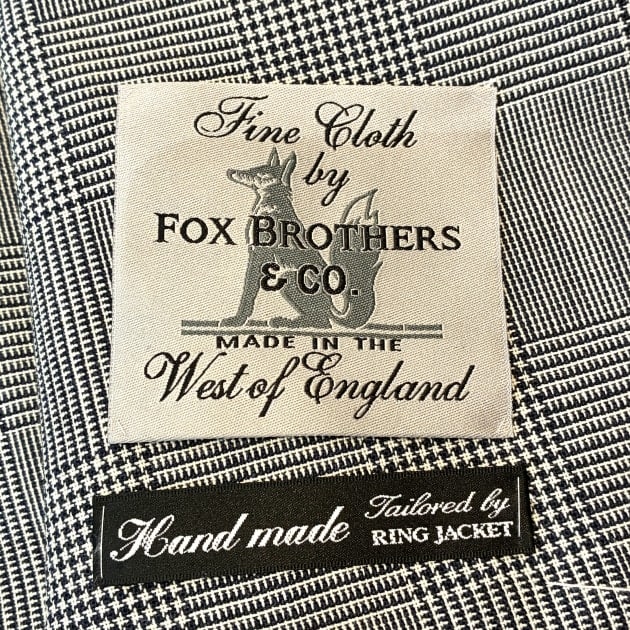 Fine Cloth
by
FOX BROTHERS
& CO.
MADE IN THE
West of England
Hand made
Tailored by
RING JACKET